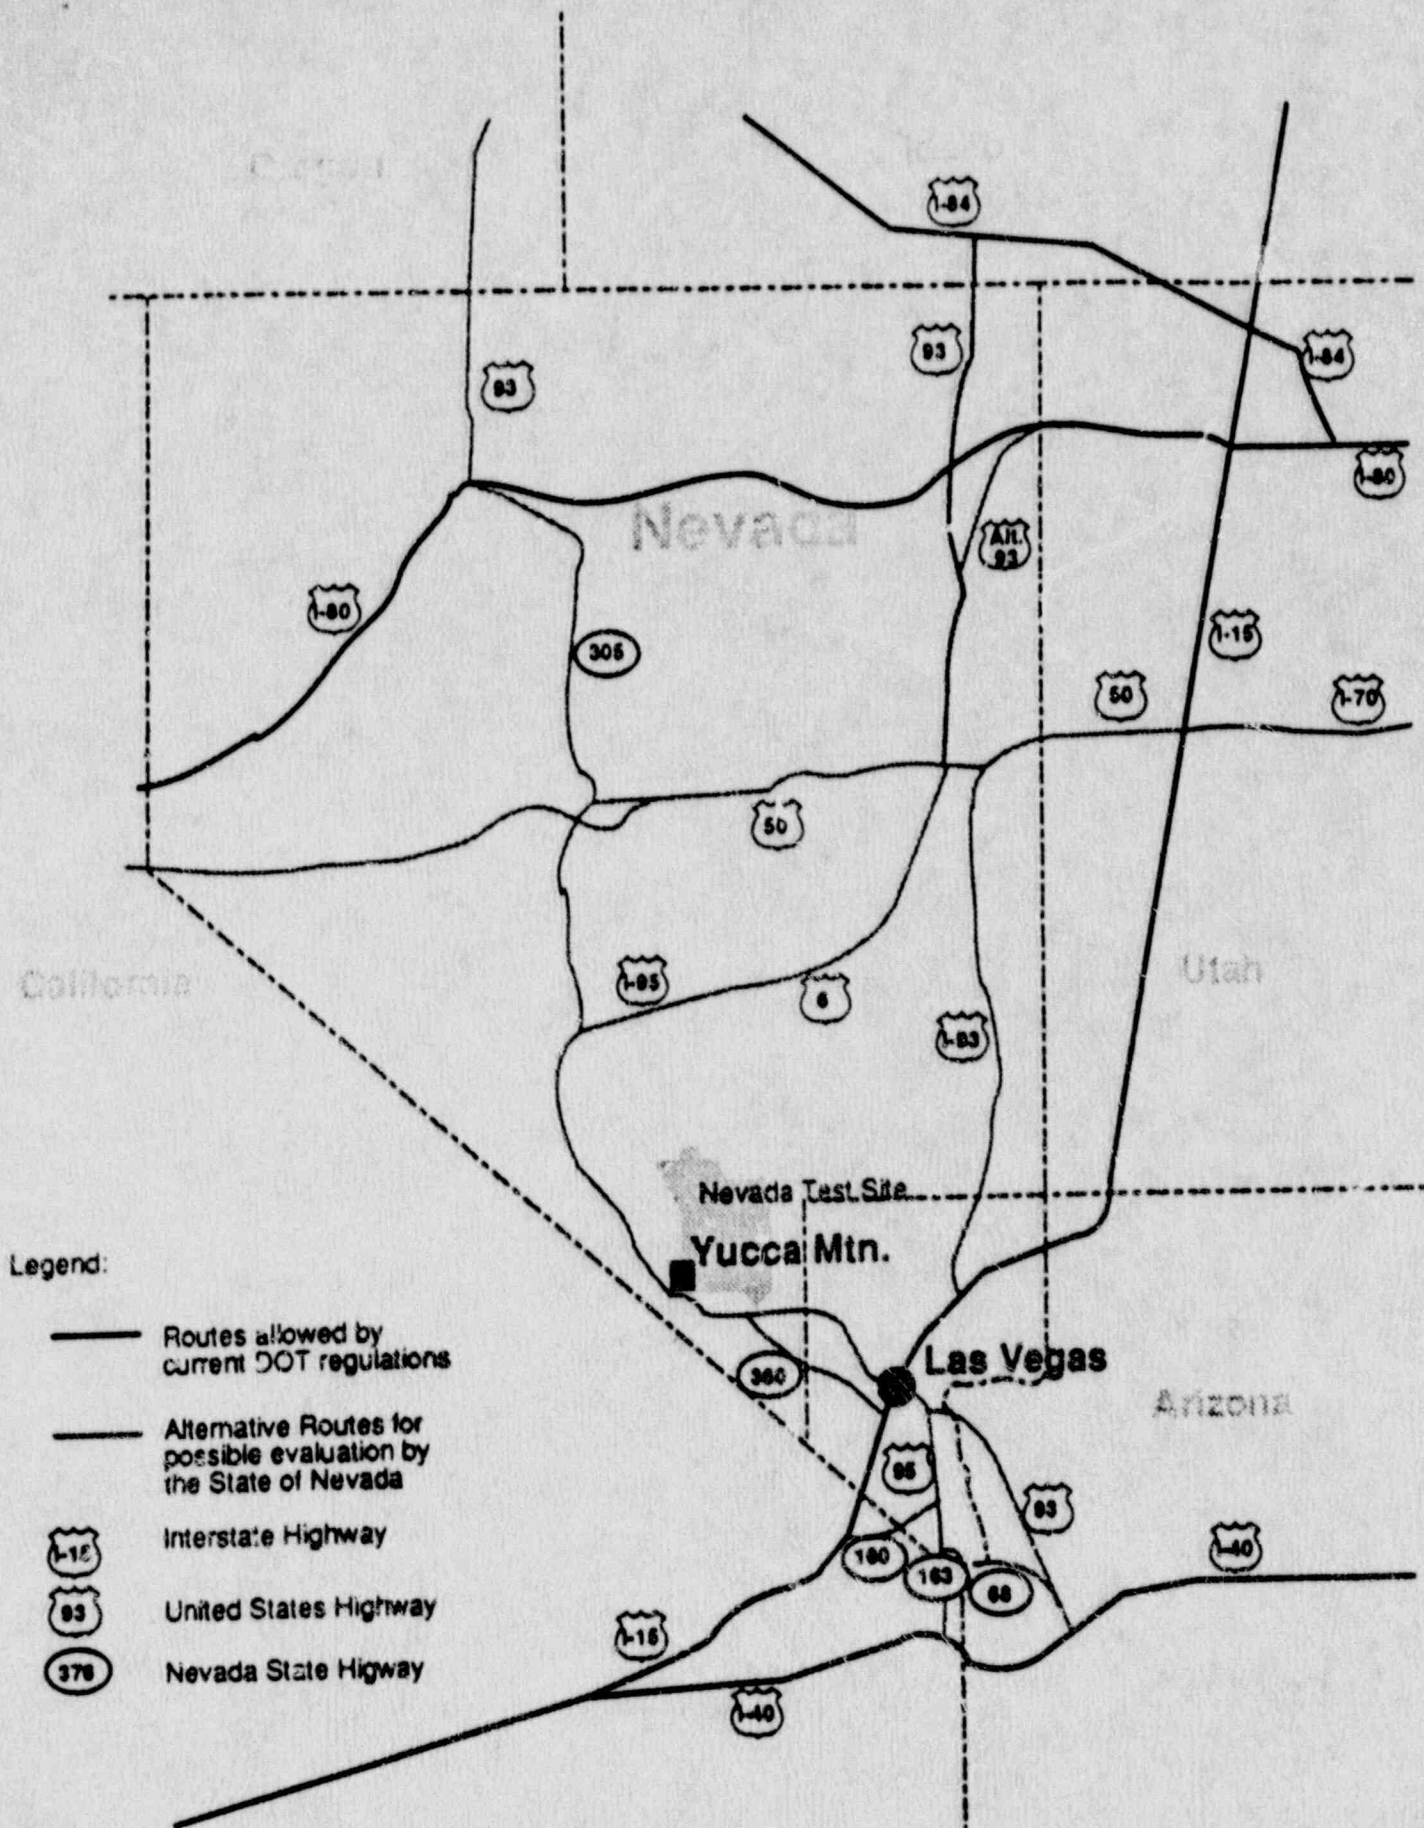 I-84
93
93
I-84
I-80
Nevada
Alt.
93
I-80
I-15
305
50
I-70
50
California
Utah
I-95
6
I-93
Nevada Test Site
Yucca Mtn.
Legend:
Routes allowed by
current DOT regulations
Las Vegas
360
Arizona
Alternative Routes for
possible evaluation by
the State of Nevada
95
93
Interstate Highway
I-15
160
163
68
I-40
93
United States Highway
I-15
376
Nevada State Higway
I-40